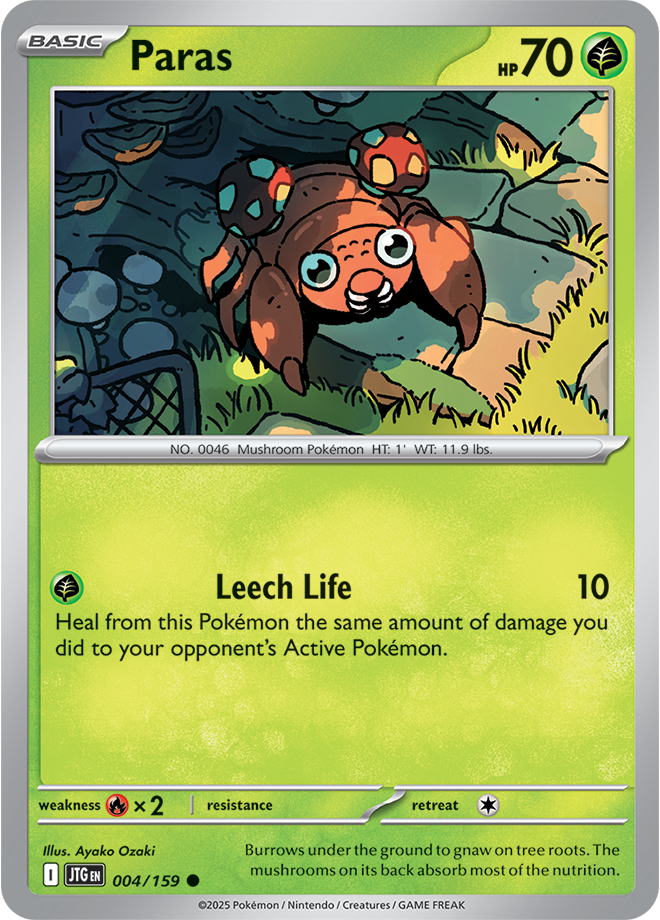 BASIC
Paras
HP 70
NO. 0046 Mushroom Pokémon HT: 1' WT: 11.9 lbs.
Leech Life 10
Heal from this Pokémon the same amount of damage you
did to your opponent's Active Pokémon.
weakness ×2 resistance retreat
Illus. Ayako Ozaki
Burrows under the ground to gnaw on tree roots. The
mushrooms on its back absorb most of the nutrition.
I JTG EN 004/159
©2025 Pokémon / Nintendo / Creatures / GAME FREAK